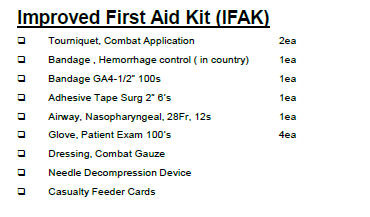 Improved First Aid Kit (IFAK)
❑ Tourniquet, Combat Application 2ea
❑ Bandage , Hemorrhage control ( in country) 1ea
❑ Bandage GA4-1/2" 100s 1ea
❑ Adhesive Tape Surg 2" 6's 1ea
❑ Airway, Nasopharyngeal, 28Fr, 12s 1ea
❑ Glove, Patient Exam 100's 4ea
❑ Dressing, Combat Gauze
❑ Needle Decompression Device
❑ Casualty Feeder Cards